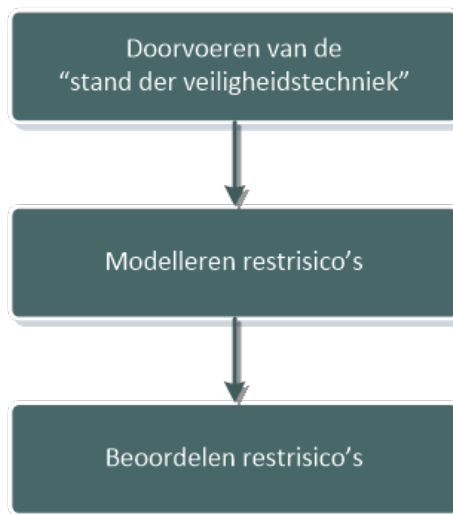 Doorvoeren van de
“stand der veiligheidstechniek”
Modelleren restrisico’s
Beoordelen restrisico’s